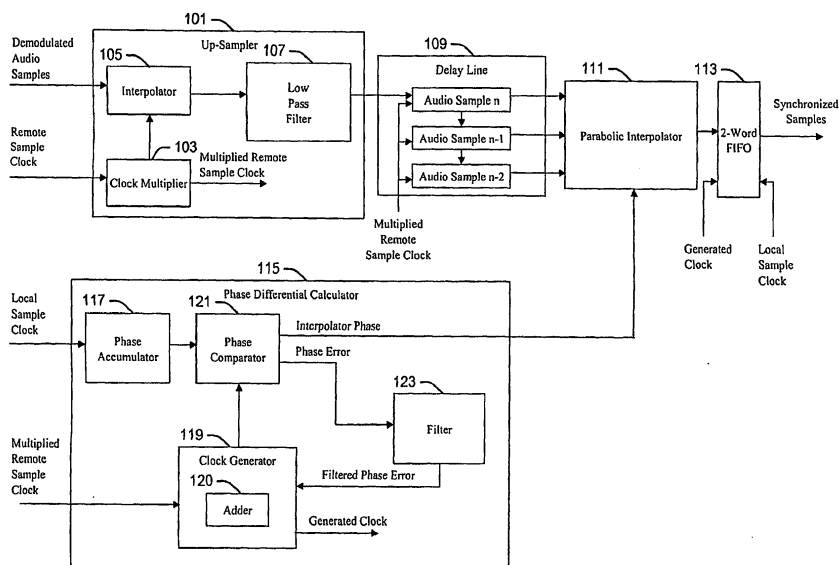 101
Up-Sampler
Demodulated
Audio
Samples
105
Interpolator
107
Low
Pass
Filter
Remote
Sample
Clock
103
Clock Multiplier
Multiplied Remote
Sample Clock
109
Delay Line
Audio Sample n
Audio Sample n-1
Audio Sample n-2
Multiplied
Remote
Sample Clock
111
Parabolic Interpolator
113
2-Word
FIFO
Synchronized
Samples
Generated
Clock
Local
Sample
Clock
115
Phase Differential Calculator
Local
Sample
Clock
117
Phase
Accumulator
121
Phase
Comparator
Interpolator Phase
Phase Error
123
Filter
Multiplied
Remote
Sample
Clock
119
Clock Generator
120
Adder
Filtered Phase Error
Generated Clock